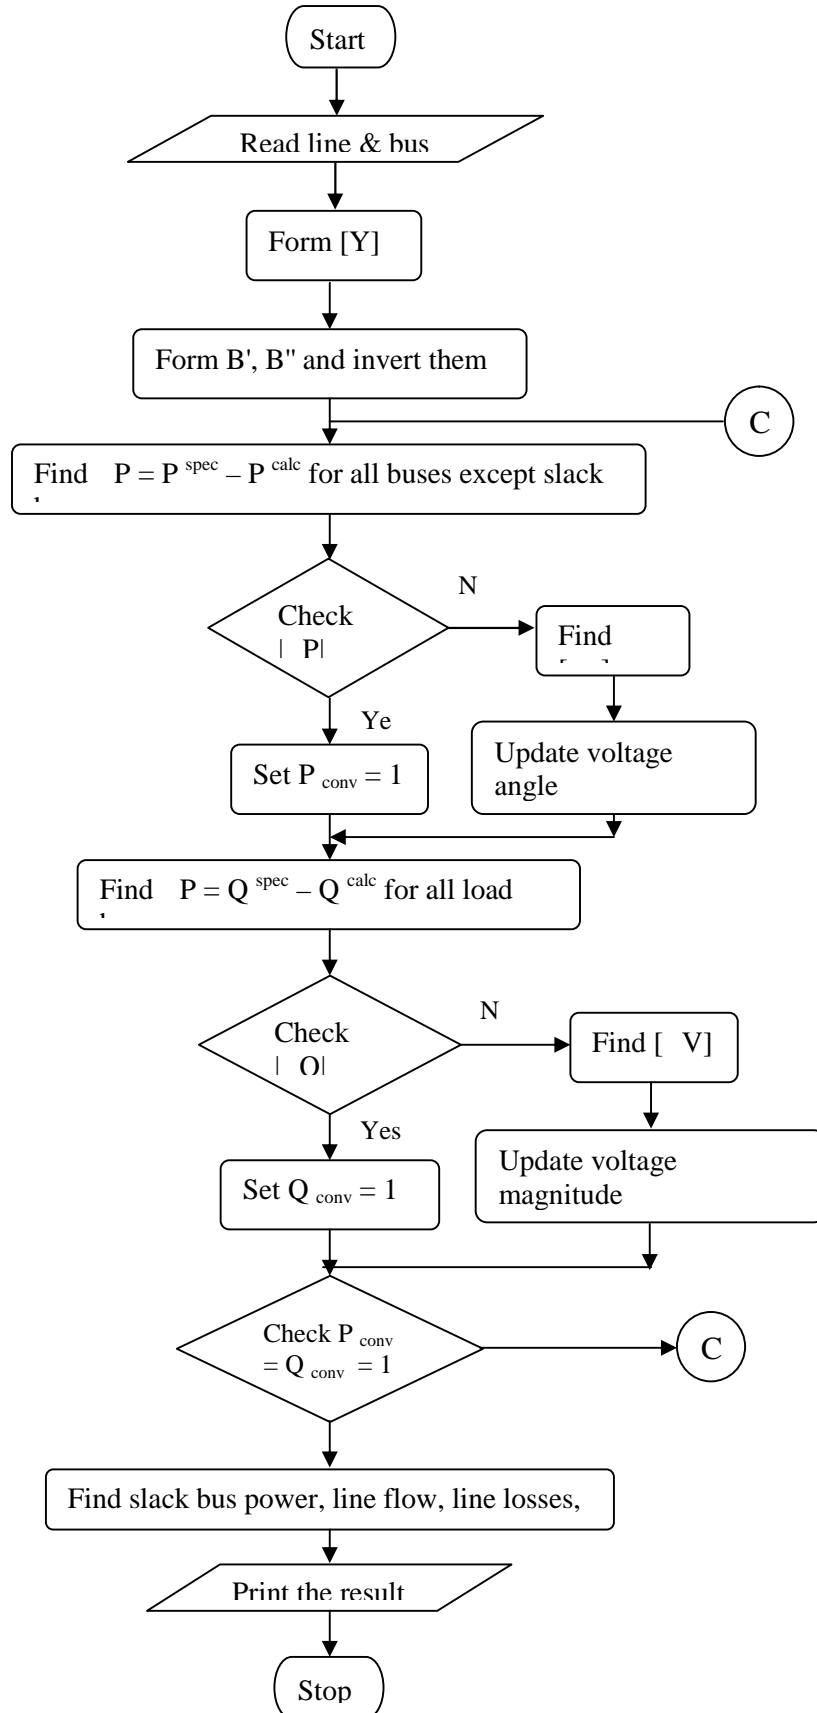 Start
Read line & bus
Form [Y]
Form B', B" and invert them
C
Find P = P spec – P calc for all buses except slack
N
Check
| P|
Find
Ye
Update voltage
angle
Set P conv = 1
Find P = Q spec – Q calc for all load
N
Check
| Q|
Find [ V]
Yes
Update voltage
magnitude
Set Q conv = 1
Check P conv
= Q conv = 1
C
Find slack bus power, line flow, line losses,
Print the result
Stop